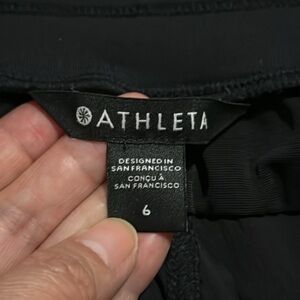 ATHLETA
DESIGNED IN
SAN FRANCISCO
CONÇU À
SAN FRANCISCO
6